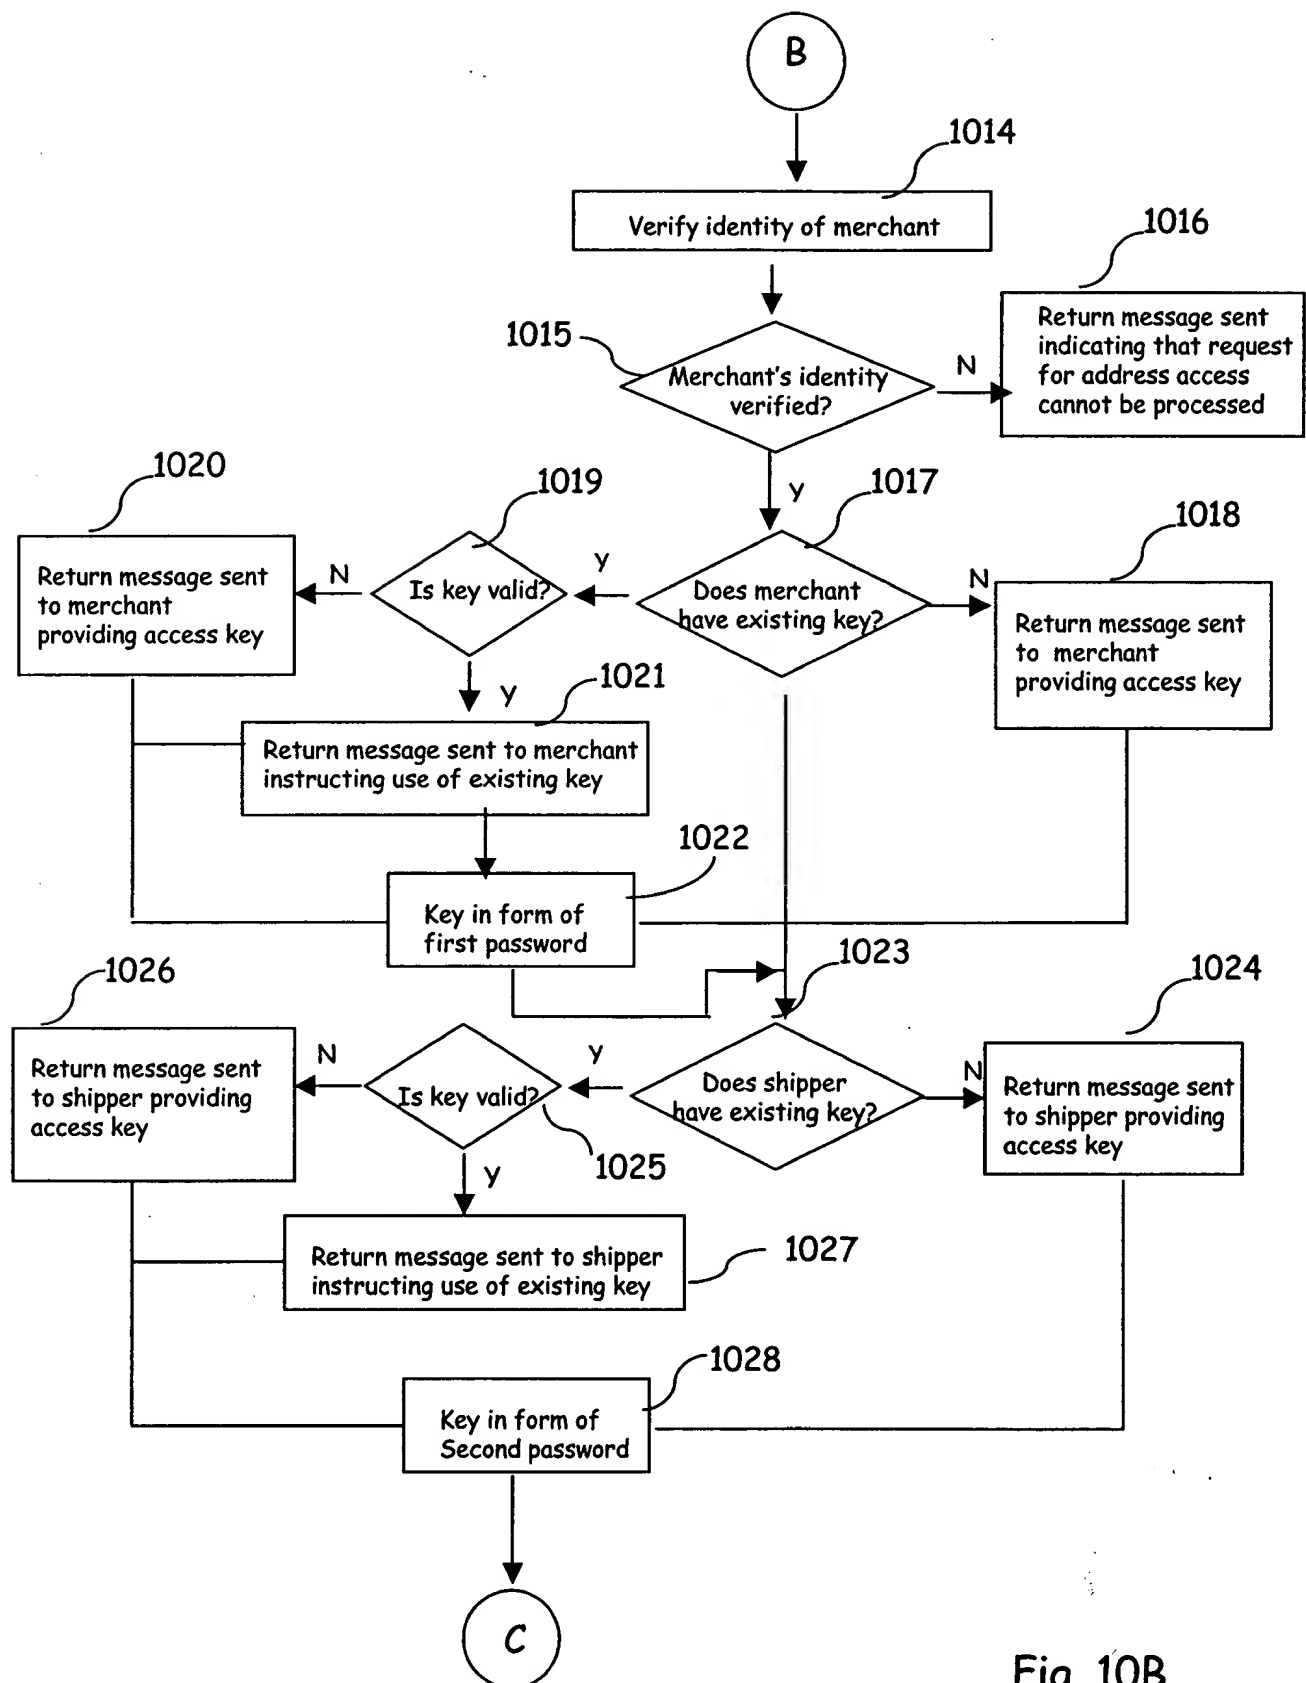 B
1014
Verify identity of merchant
1016
Return message sent
indicating that request
for address access
cannot be processed
1015
Merchant's identity
verified?
N
Y
1020
1019
1017
1018
Return message sent
to merchant
providing access key
N
Is key valid?
Y
Does merchant
have existing key?
N
Return message sent
to merchant
providing access key
Y
1021
Return message sent to merchant
instructing use of existing key
1022
Key in form of
first password
1023
1024
1026
Return message sent
to shipper providing
access key
N
Is key valid?
Y
Does shipper
have existing key?
N
Return message sent
to shipper providing
access key
1025
Y
Return message sent to shipper
instructing use of existing key
1027
1028
Key in form of
Second password
C
Fig. 10B